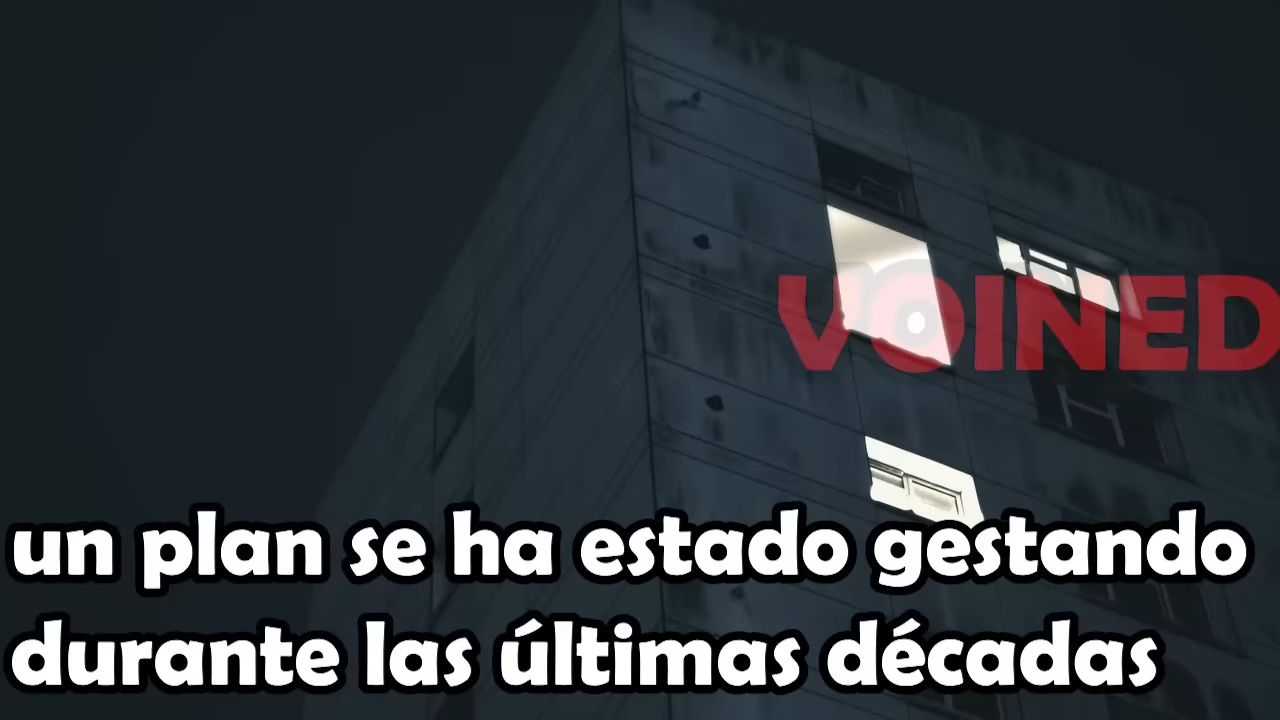 VOINED
un plan se ha estado gestando
durante las últimas décadas